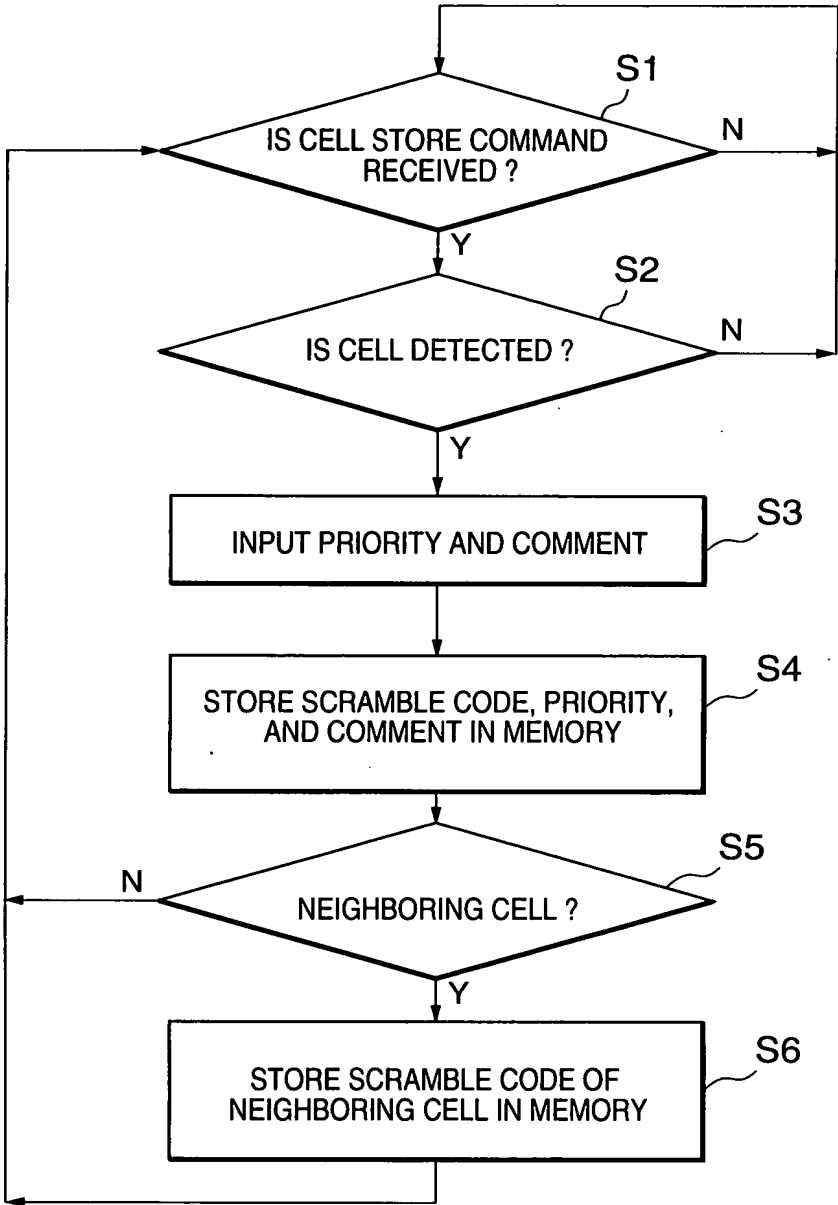 S1
IS CELL STORE COMMAND
RECEIVED ?
N
Y
S2
IS CELL DETECTED ?
N
Y
S3
INPUT PRIORITY AND COMMENT
S4
STORE SCRAMBLE CODE, PRIORITY,
AND COMMENT IN MEMORY
S5
N
NEIGHBORING CELL ?
Y
S6
STORE SCRAMBLE CODE OF
NEIGHBORING CELL IN MEMORY